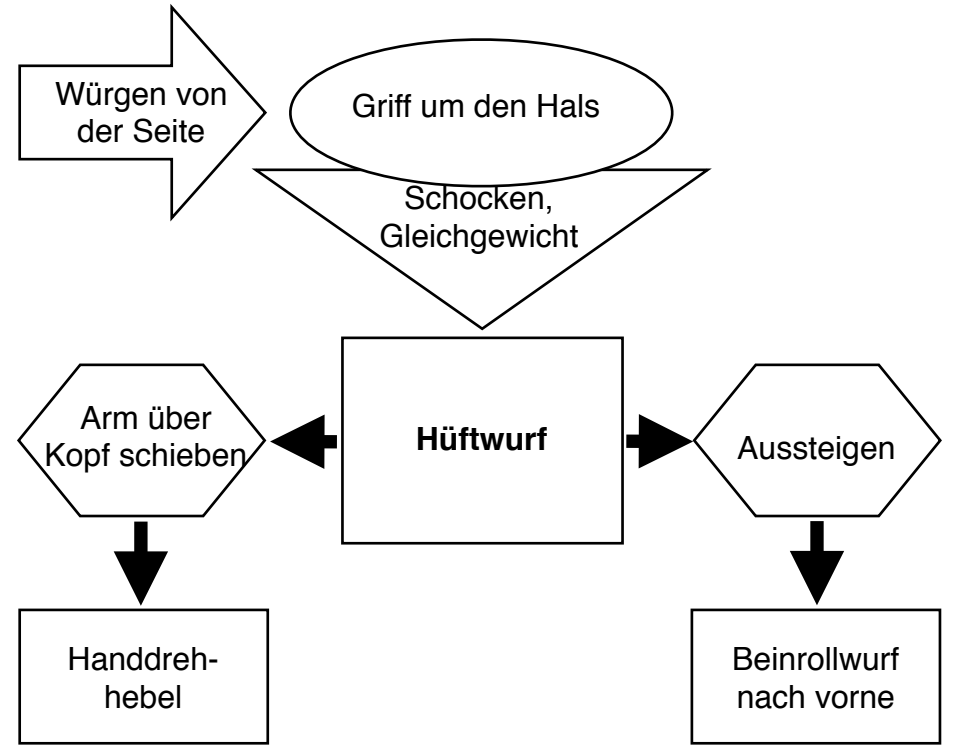 Würgen von
der Seite
Griff um den Hals
Schocken,
Gleichgewicht
Arm über
Kopf schieben
Hüftwurf
Aussteigen
Handdreh-
hebel
Beinrollwurf
nach vorne